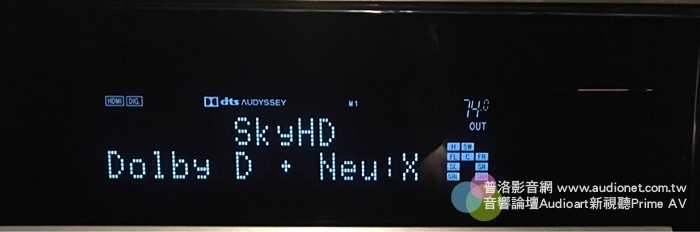 HDMI DIG. dts AUDYSSEY M1 74.0
OUT
SkyHD
Dolby D + Neu:X
H SW
FL C FR
SL SR
SBL SBR
普洛影音網 www.audionet.com.tw
音響論壇Audioart新視聽Prime AV